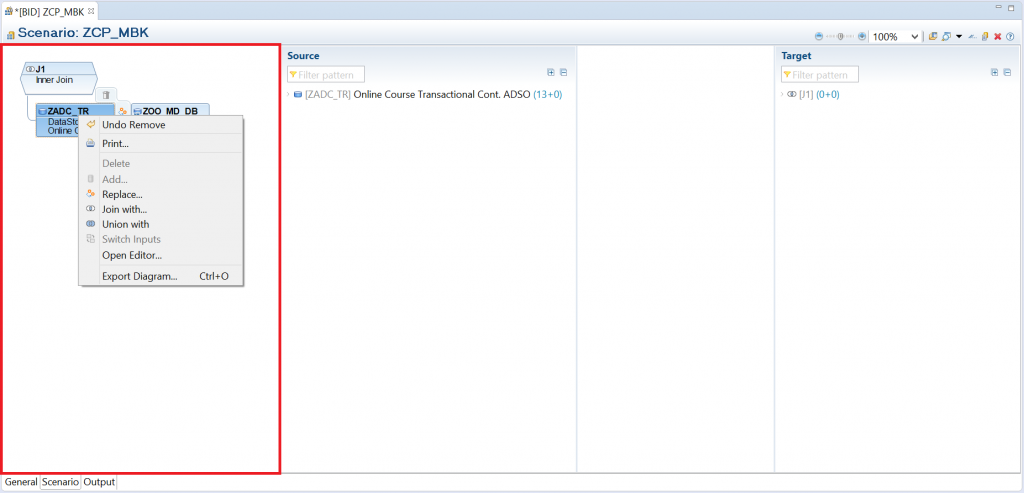 *[BID] ZCP_MBK
Scenario: ZCP_MBK
100%
J1
Inner Join
ZADC_TR
DataSto
Online C
ZOO_MD_DB
Undo Remove
Print...
Delete
Add...
Replace...
Join with...
Union with
Switch Inputs
Open Editor...
Export Diagram... Ctrl+O
Source
Filter pattern
[ZADC_TR] Online Course Transactional Cont. ADSO (13+0)
Target
Filter pattern
[J1] (0+0)
General Scenario Output